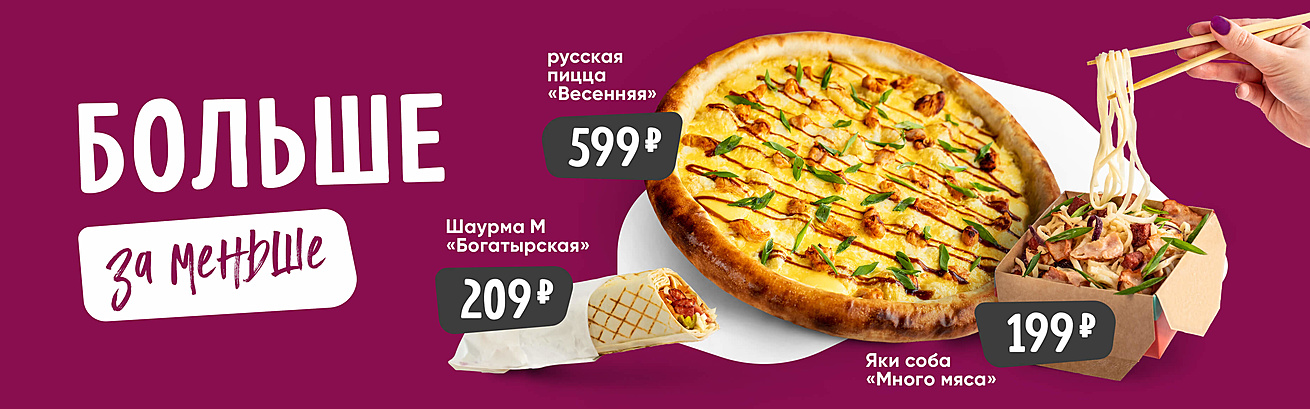 БОЛЬШЕ
за меньше
русская
пицца
«Весенняя»
599₽
Шаурма М
«Богатырская»
209₽
199₽
Яки соба
«Много мяса»